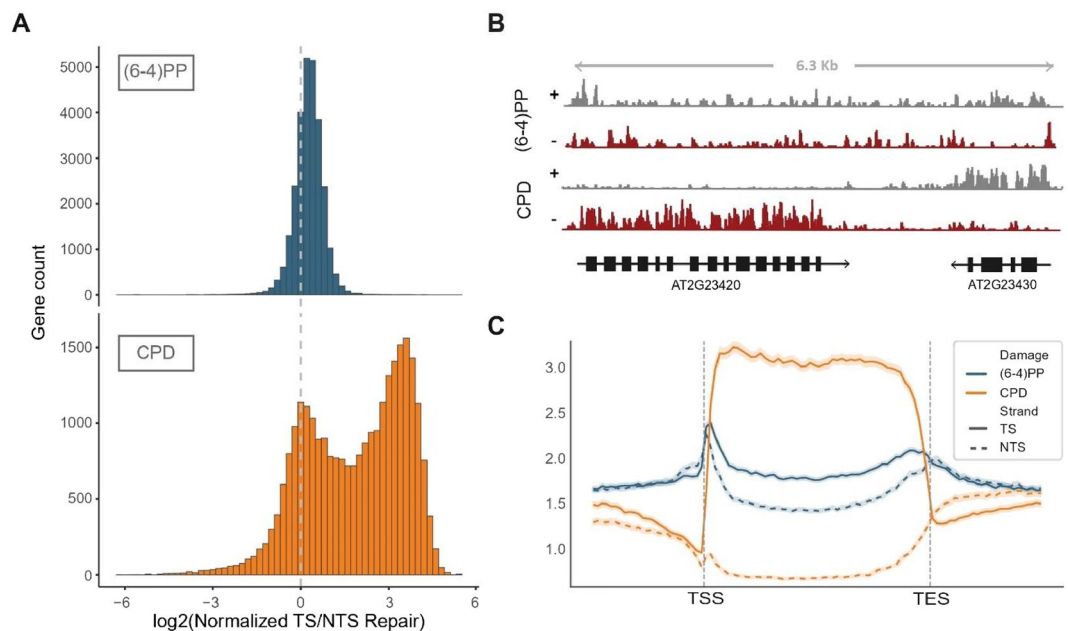 A
(6-4)PP
5000
4000
3000
2000
1000
0
CPD
1500
1000
500
0
Gene count
-6 -3 0 3 6
log2(Normalized TS/NTS Repair)
B
6.3 Kb
(6-4)PP
+
-
CPD
+
-
AT2G23420 AT2G23430
C
3.0
2.5
2.0
1.5
1.0
TSS TES
Damage
(6-4)PP
CPD
Strand
TS
NTS